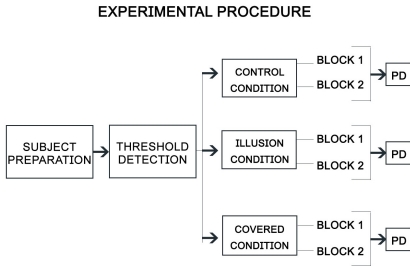 EXPERIMENTAL PROCEDURE
SUBJECT
PREPARATION
THRESHOLD
DETECTION
CONTROL
CONDITION
BLOCK 1
BLOCK 2
PD
ILLUSION
CONDITION
BLOCK 1
BLOCK 2
PD
COVERED
CONDITION
BLOCK 1
BLOCK 2
PD